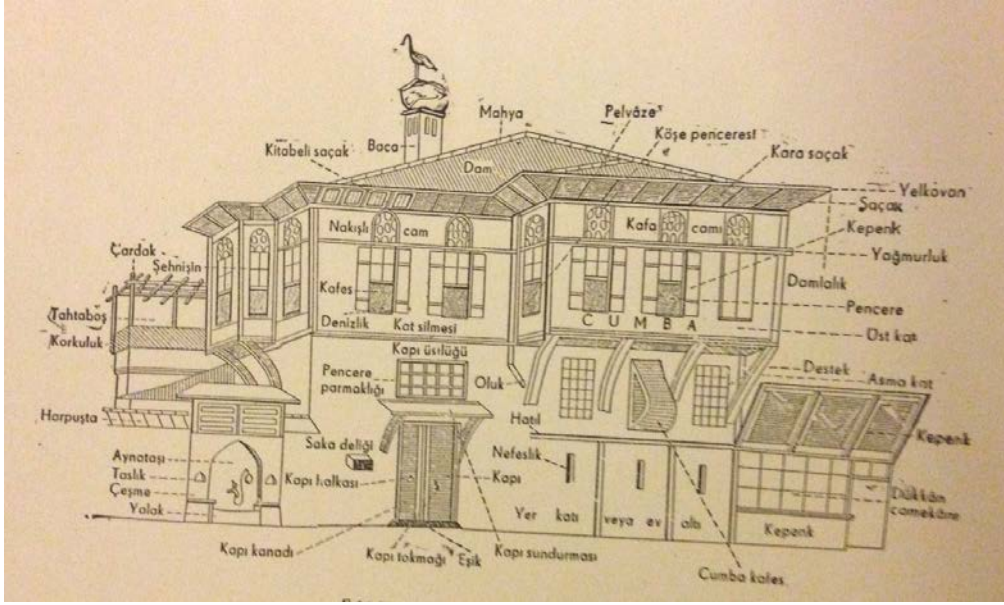 Mahya
Pelvâze
Köşe penceresi
Baca
Kitabeli saçak
Dam
Kara saçak
Yelkovan
Saçak
Nakışlı cam
Kafa camı
Kepenk
Çardak
Şehnişin
Yağmurluk
Damlalık
Kafes
Tahtaboş
Denizlik
Kat silmesi
Pencere
CUMBA
Üst kat
Korkuluk
Kapı üstlüğü
Pencere
parmaklığı
Oluk
Destek
Asma kat
Harpuşta
Hatıl
Kepenk
Saka deliği
Aynataşı
Nefeslik
Taslık
Kapı halkası
Kapı
Çeşme
Dükkân
camekânı
Yalak
Yer katı veya ev altı
Kepenk
Kapı kanadı
Kapı tokmağı
Eşik
Kapı sundurması
Cumba kafes